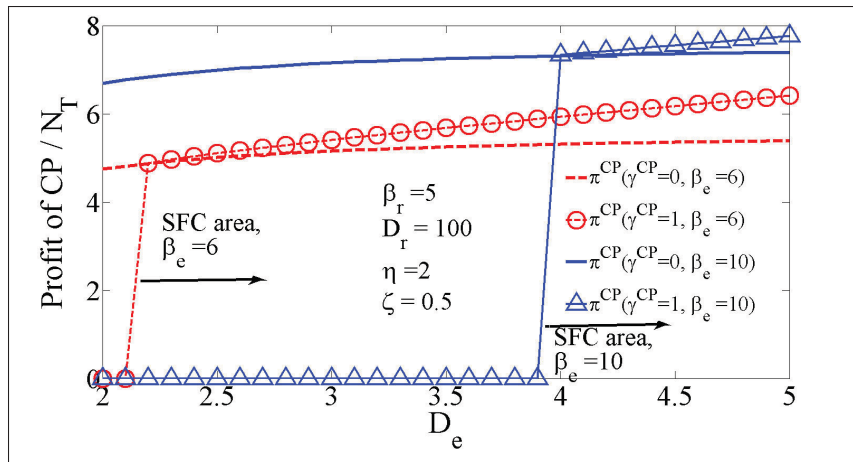 Profit of CP / N_T
8
6
4
2
0
2
2.5
3
3.5
4
4.5
5
D_e
SFC area,
β_e =6
β_r =5
D_r = 100
η =2
ζ = 0.5
π^CP(γ^CP=0, β_e=6)
π^CP(γ^CP=1, β_e=6)
π^CP(γ^CP=0, β_e=10)
π^CP(γ^CP=1, β_e=10)
SFC area,
β_e =10